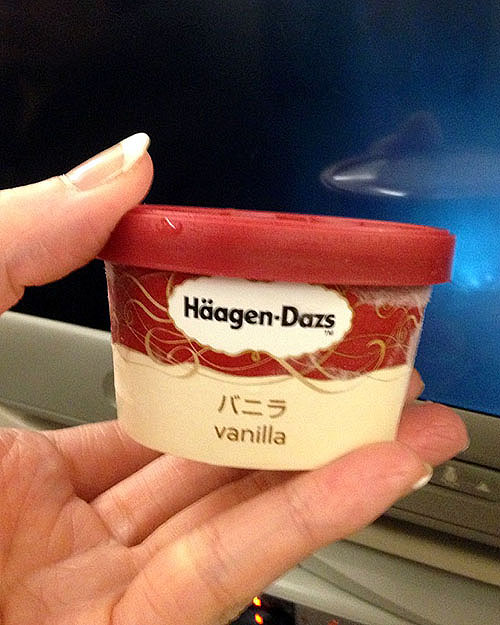 Häagen-Dazs
TM
バニラ
vanilla